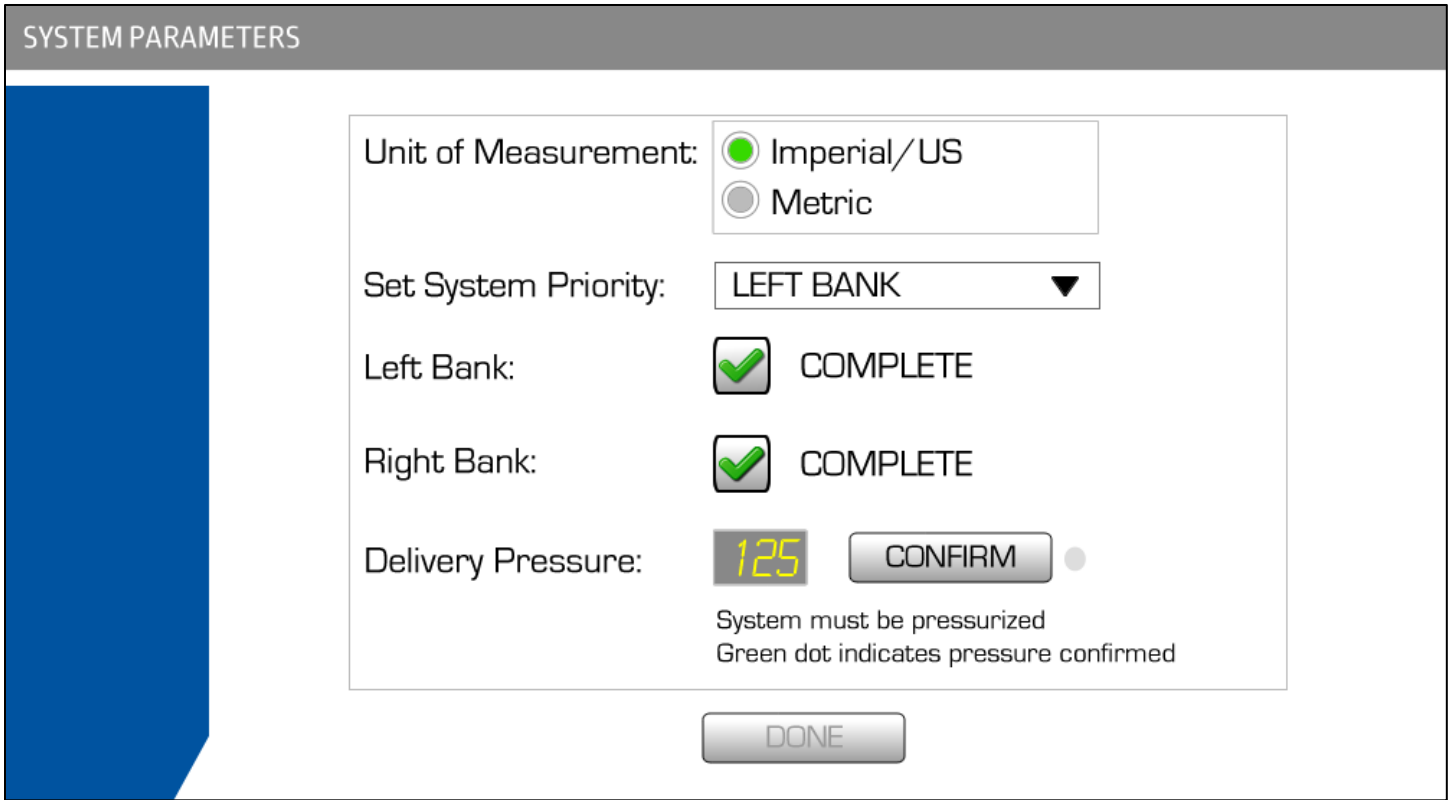 SYSTEM PARAMETERS
Unit of Measurement:
Imperial/US
Metric
Set System Priority:
LEFT BANK
Left Bank:
COMPLETE
Right Bank:
COMPLETE
Delivery Pressure:
125
CONFIRM
System must be pressurized
Green dot indicates pressure confirmed
DONE